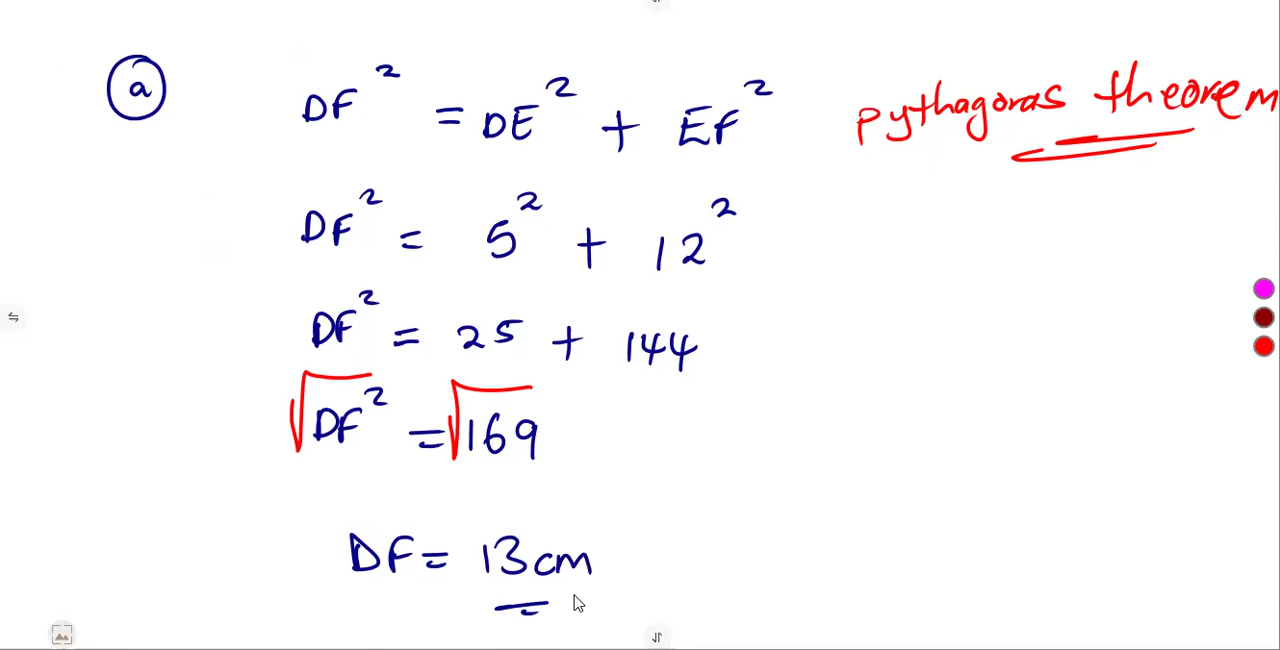 a DF² = DE² + EF² Pythagoras theorem
DF² = 5² + 12²
DF² = 25 + 144
√DF² = √169
DF = 13cm